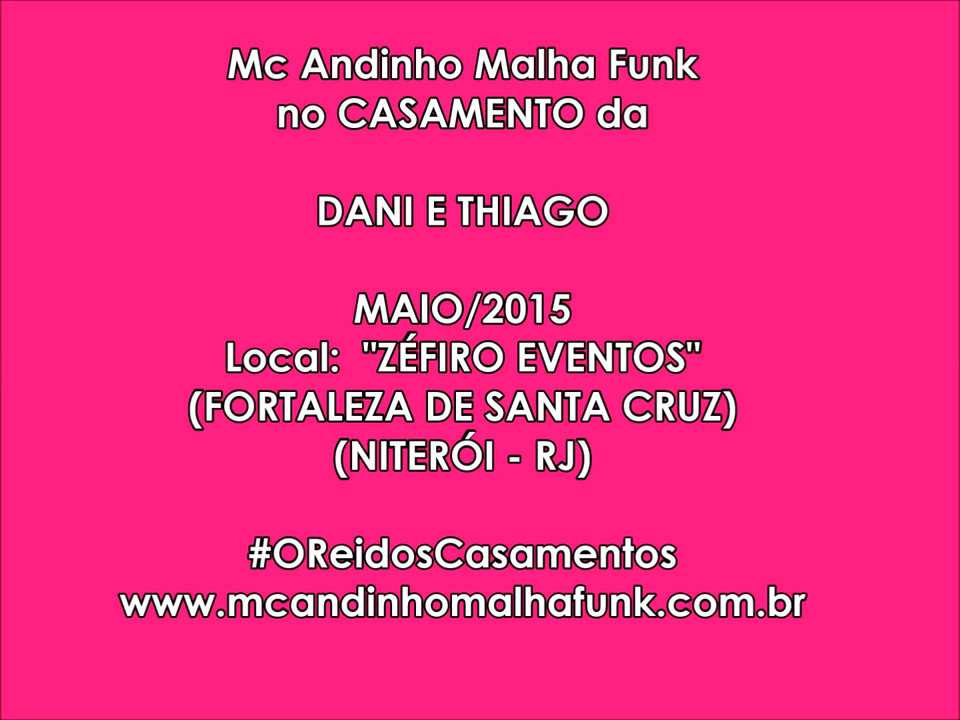 Mc Andinho Malha Funk
no CASAMENTO da
DANI E THIAGO
MAIO/2015
Local: "ZÉFIRO EVENTOS"
(FORTALEZA DE SANTA CRUZ)
(NITERÓI - RJ)
#OReidosCasamentos
www.mcandinhomalhafunk.com.br